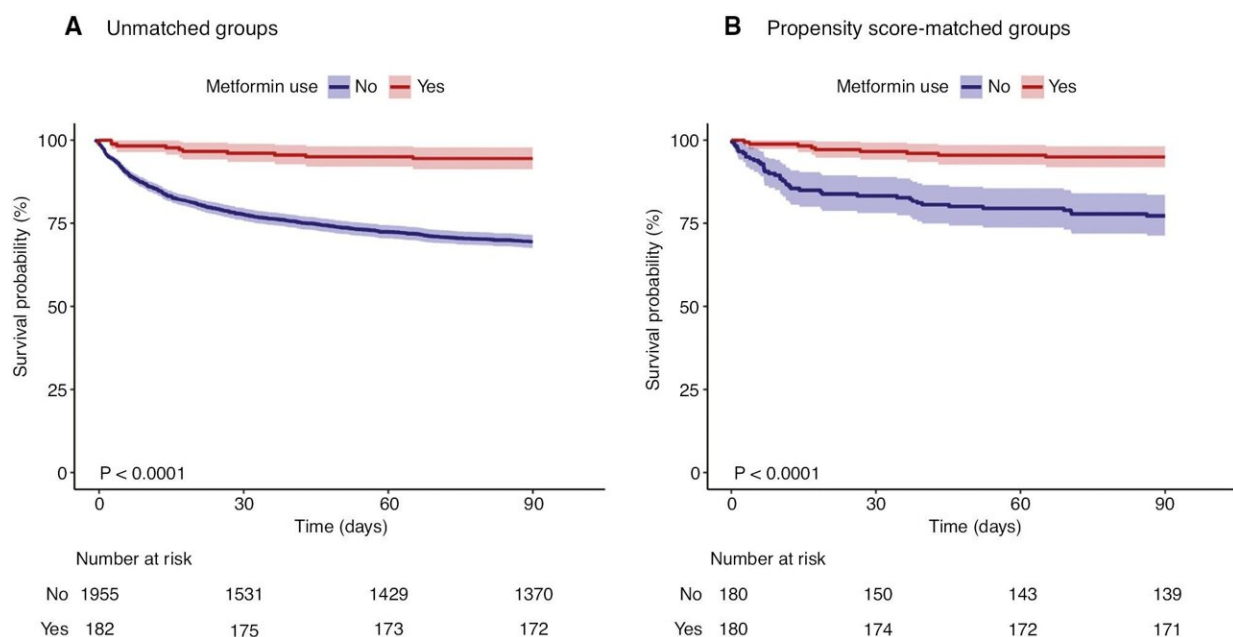 A Unmatched groups
Metformin use No Yes
Survival probability (%)
100
75
50
25
0
P < 0.0001
0 30 60 90
Time (days)
Number at risk
No 1955 1531 1429 1370
Yes 182 175 173 172
B Propensity score-matched groups
Metformin use No Yes
Survival probability (%)
100
75
50
25
0
P < 0.0001
0 30 60 90
Time (days)
Number at risk
No 180 150 143 139
Yes 180 174 172 171